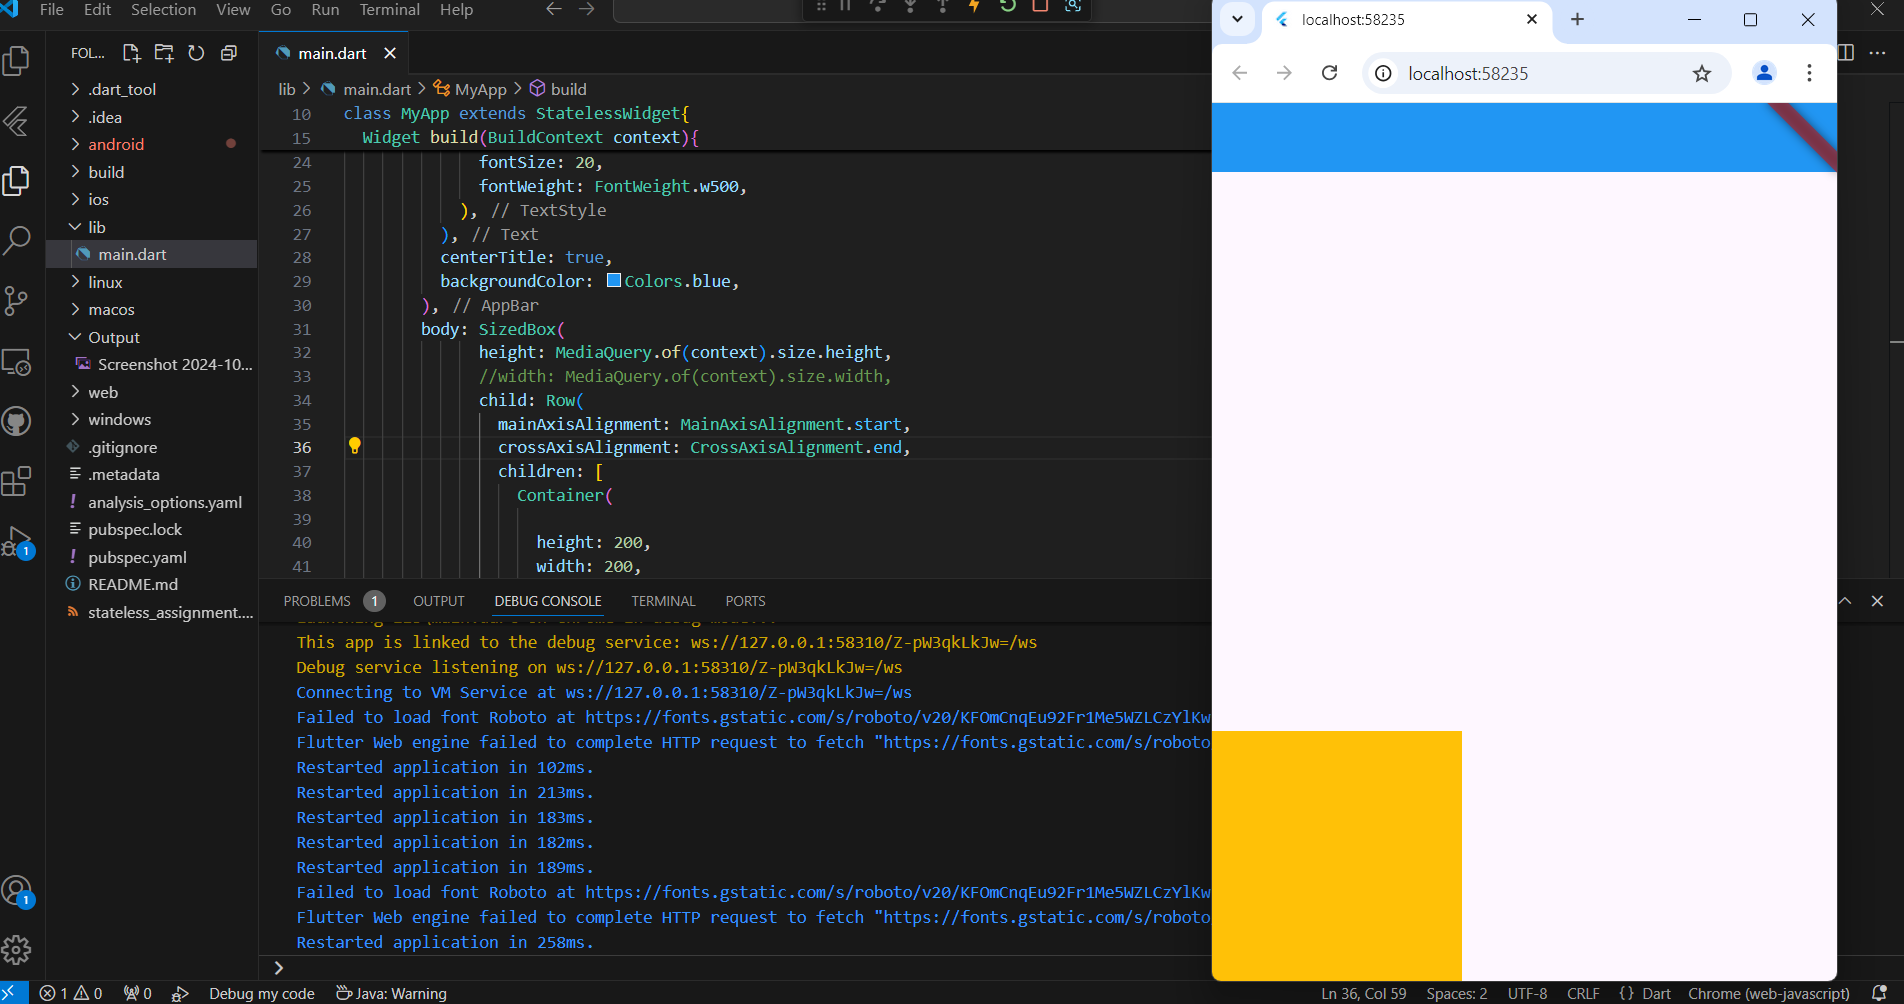 File Edit Selection View Go Run Terminal Help
FOL...
.dart_tool
.idea
android
build
ios
lib
main.dart
linux
macos
Output
Screenshot 2024-10...
web
windows
.gitignore
.metadata
analysis_options.yaml
pubspec.lock
pubspec.yaml
README.md
stateless_assignment....
1
1
main.dart
lib > main.dart > MyApp > build
10 class MyApp extends StatelessWidget{
15 Widget build(BuildContext context){
24 fontSize: 20,
25 fontWeight: FontWeight.w500,
26 ), // TextStyle
27 ), // Text
28 centerTitle: true,
29 backgroundColor: Colors.blue,
30 ), // AppBar
31 body: SizedBox(
32 height: MediaQuery.of(context).size.height,
33 //width: MediaQuery.of(context).size.width,
34 child: Row(
35 mainAxisAlignment: MainAxisAlignment.start,
36 crossAxisAlignment: CrossAxisAlignment.end,
37 children: [
38 Container(
39
40 height: 200,
41 width: 200,
PROBLEMS 1 OUTPUT DEBUG CONSOLE TERMINAL PORTS
This app is linked to the debug service: ws://127.0.0.1:58310/Z-pW3qkLkJw=/ws
Debug service listening on ws://127.0.0.1:58310/Z-pW3qkLkJw=/ws
Connecting to VM Service at ws://127.0.0.1:58310/Z-pW3qkLkJw=/ws
Failed to load font Roboto at https://fonts.gstatic.com/s/roboto/v20/KFOmCnqEu92Fr1Me5WZLCzYlKw
Flutter Web engine failed to complete HTTP request to fetch "https://fonts.gstatic.com/s/roboto
Restarted application in 102ms.
Restarted application in 213ms.
Restarted application in 183ms.
Restarted application in 182ms.
Restarted application in 189ms.
Failed to load font Roboto at https://fonts.gstatic.com/s/roboto/v20/KFOmCnqEu92Fr1Me5WZLCzYlKw
Flutter Web engine failed to complete HTTP request to fetch "https://fonts.gstatic.com/s/roboto
Restarted application in 258ms.
>
localhost:58235
localhost:58235
1 0 0 Debug my code Java: Warning
Ln 36, Col 59 Spaces: 2 UTF-8 CRLF {} Dart Chrome (web-javascript)